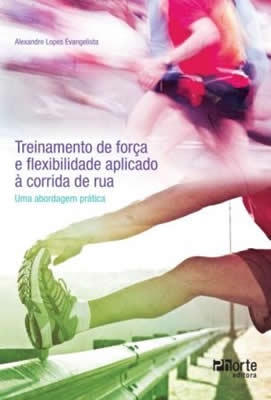 Alexandre Lopes Evangelista
Treinamento de força
e flexibilidade aplicado
à corrida de rua
Uma abordagem prática
Phorte
editora